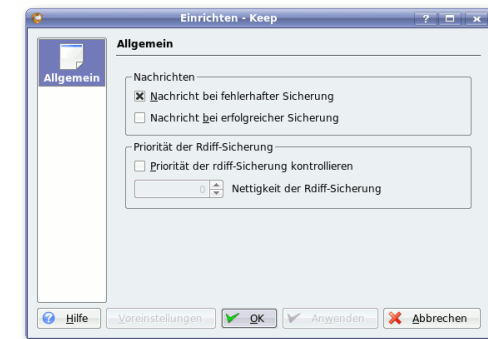 Einrichten - Keep
Allgemein
Allgemein
Nachrichten
Nachricht bei fehlerhafter Sicherung
Nachricht bei erfolgreicher Sicherung
Priorität der Rdiff-Sicherung
Priorität der rdiff-Sicherung kontrollieren
0 Nettigkeit der Rdiff-Sicherung
Hilfe Voreinstellungen OK Anwenden Abbrechen